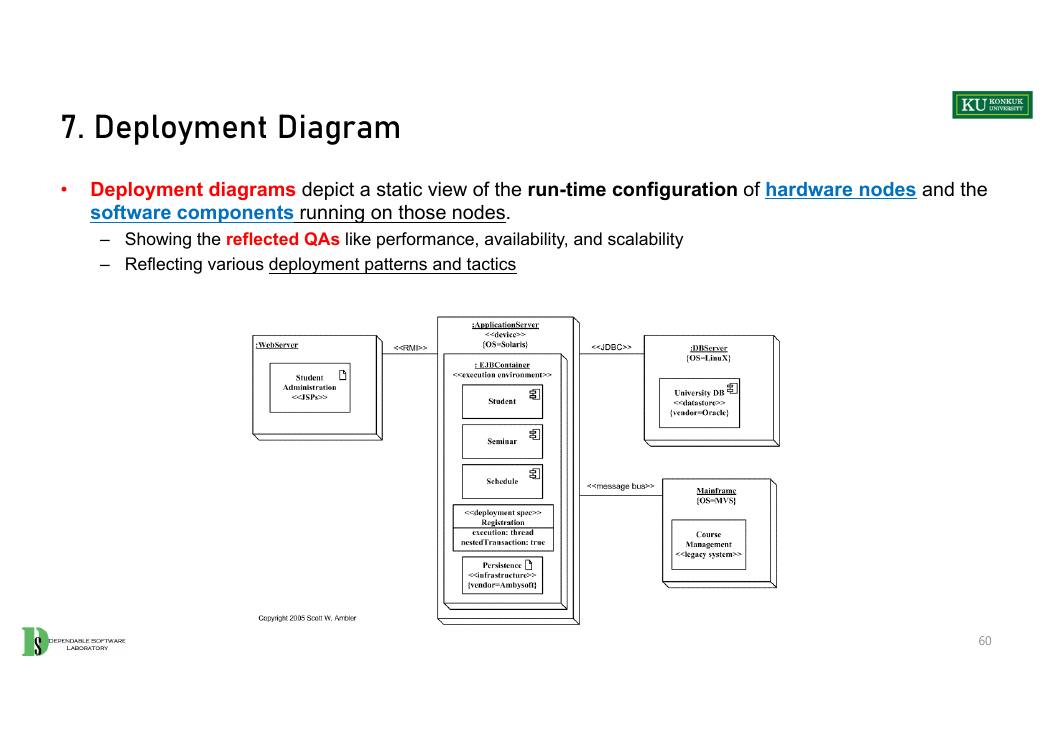 KU KONKUK
UNIVERSITY
7. Deployment Diagram
• Deployment diagrams depict a static view of the run-time configuration of hardware nodes and the
software components running on those nodes.
– Showing the reflected QAs like performance, availability, and scalability
– Reflecting various deployment patterns and tactics
:WebServer
Student
Administration
<<JSPs>>
<<RMI>>
:ApplicationServer
<<device>>
{OS=Solaris}
: EJBContainer
<<execution environment>>
Student
Seminar
Schedule
<<deployment spec>>
Registration
execution: thread
nestedTransaction: true
Persistence
<<infrastructure>>
{vendor=Ambysoft}
<<JDBC>>
:DBServer
{OS=LinuX}
University DB
<<datastore>>
{vendor=Oracle}
<<message bus>>
Mainframe
{OS=MVS}
Course
Management
<<legacy system>>
Copyright 2005 Scott W. Ambler
DS DEPENDABLE SOFTWARE
LABORATORY
60